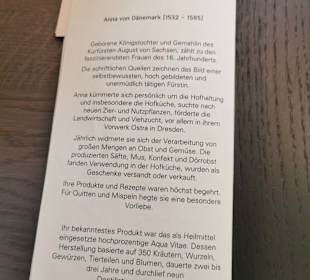 Anna von Dänemark [1532 - 1585]
Geborene Königstochter und Gemahlin des
Kurfürsten August von Sachsen, zählt zu den
faszinierendsten Frauen des 16. Jahrhunderts.
Die schriftlichen Quellen zeichnen das Bild einer
selbstbewussten, hoch gebildeten und
unermüdlich tätigen Fürstin.
Anna kümmerte sich persönlich um die Hofhaltung
und insbesondere die Hofküche, suchte nach
neuen Zier- und Nutzpflanzen, förderte die
Landwirtschaft und Viehzucht, vor allem in ihrem
Vorwerk Ostra in Dresden.
Jährlich widmete sie sich der Verarbeitung von
großen Mengen an Obst und Gemüse. Die
produzierten Säfte, Mus, Konfekt und Dörrobst
fanden Verwendung in der Hofküche, wurden als
Geschenke versandt oder verkauft.
Ihre Produkte und Rezepte waren höchst begehrt.
Für Quitten und Mispeln hegte sie eine besondere
Vorliebe.
Ihr bekanntestes Produkt war das als Heilmittel
eingesetzte hochprozentige Aqua Vitae. Dessen
Herstellung basierte auf 350 Kräutern, Wurzeln,
Gewürzen, Tierteilen und Blumen, dauerte zwei bis
drei Jahre und durchlief neun